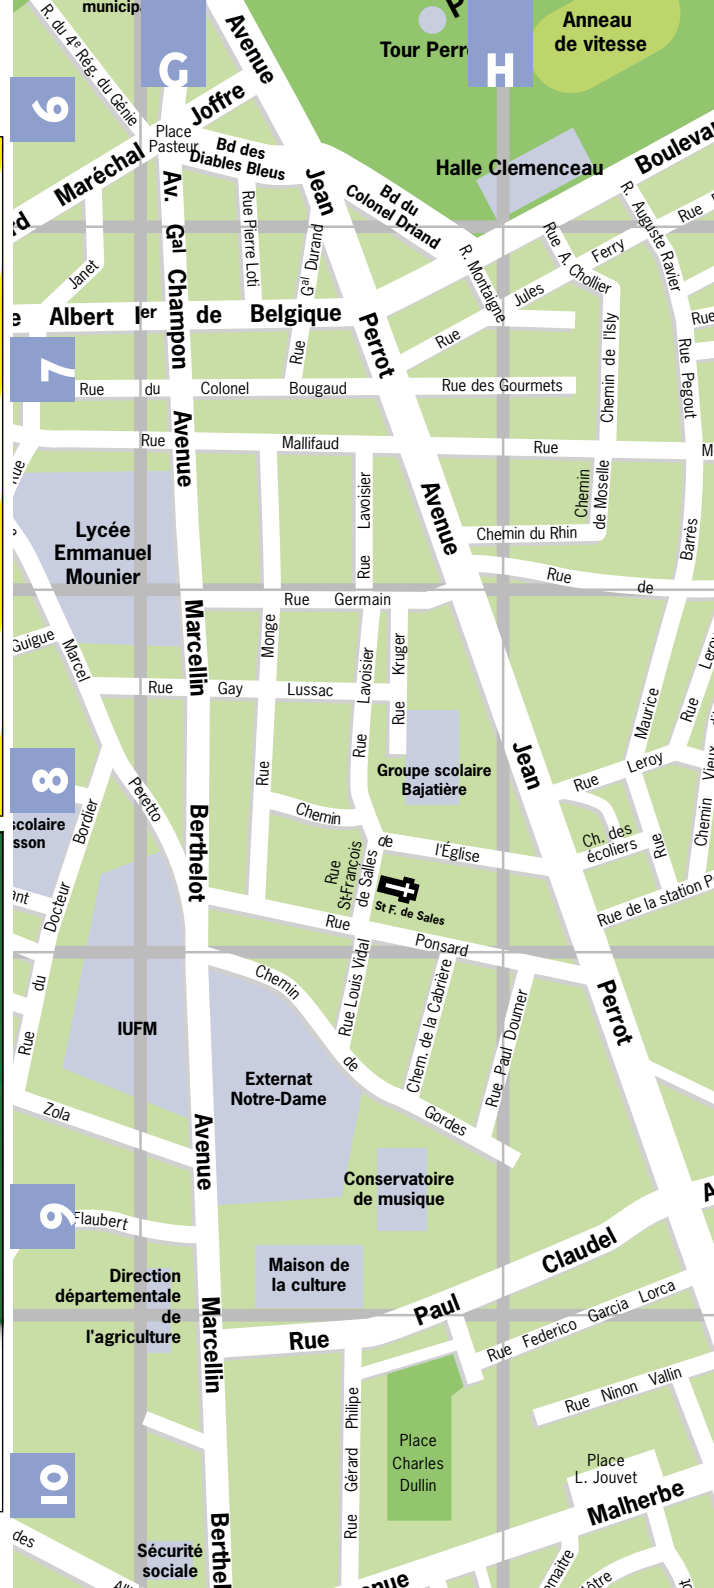 R. du 4e Rég. du Génie
Avenue
G
6
Joffre
Place
Pasteur
Maréchal
Bd des
Diables Bleus
Tour
H
Anneau
de vitesse
Halle Clemenceau
Jean
Bd du
Colonel Driand
R. Auguste Ravier
Rue
Av. Gal Champon
Rue Pierre Loti
Gal Durand
Rue
R. Montaigne
Rue A. Chollier
Rue Jules Ferry
Janet
Albert Ier de Belgique
Perrot
Chemin de l'Isly
Rue
Rue Pegout
7
Rue du Colonel Bougaud
Rue des Gourmets
Avenue
Rue Mallifaud
Rue
Rue
Rue Lavoisier
Avenue
Chemin
de Moselle
Chemin du Rhin
Barrès
Lycée
Emmanuel
Mounier
Rue de
Rue Germain
Marcellin
Monge
Guigue
Marcel
Lavoisier
Rue Kruger
Maurice
Rue
Rue Gay Lussac
Rue
Rue
Jean
Groupe scolaire
Bajatière
Rue Leroy
Chemin
8
Peretto
Bordier
Berthelot
Chemin de l'Église
Ch. des
écoliers
Rue
Docteur
du
Rue
Rue
St-François
de Salles
St F. de Sales
Rue de la station
Rue Ponsard
Chemin de Gordes
Rue Louis Vidal
Chem. de la Cabrière
Rue Paul Doumer
Perrot
IUFM
Externat
Notre-Dame
Zola
Avenue
Conservatoire
de musique
9
Flaubert
Direction
départementale
de
l'agriculture
Maison de
la culture
Marcellin
Rue Paul Claudel
Rue Federico Garcia Lorca
Rue Ninon Vallin
Rue Gérard Philipe
Place
Charles
Dullin
Place
L. Jouvet
Malherbe
10
des
Sécurité
sociale